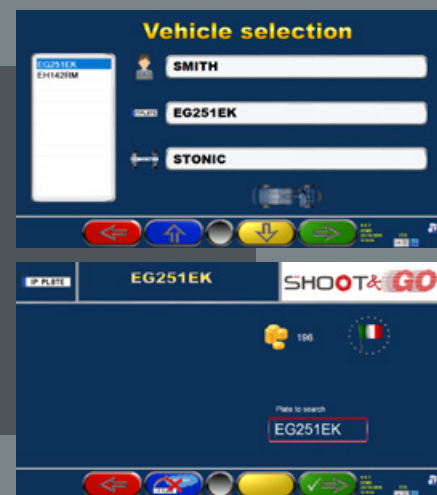 Vehicle selection
EG251EK
EH142RM
SMITH
EG251EK
STONIC
IP PLATE
EG251EK
SHOOT& GO
196
Plate to search
EG251EK